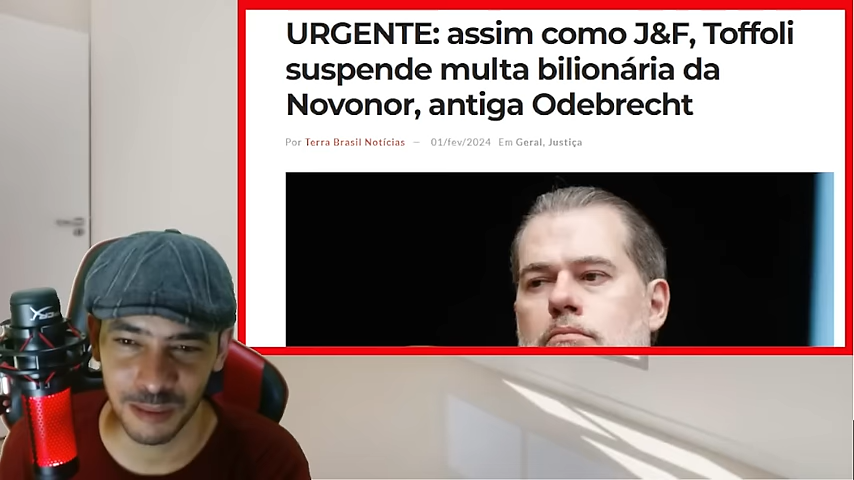 URGENTE: assim como J&F, Toffoli
suspende multa bilionária da
Novonor, antiga Odebrecht
Por Terra Brasil Notícias — 01/fev/2024 Em Geral, Justiça